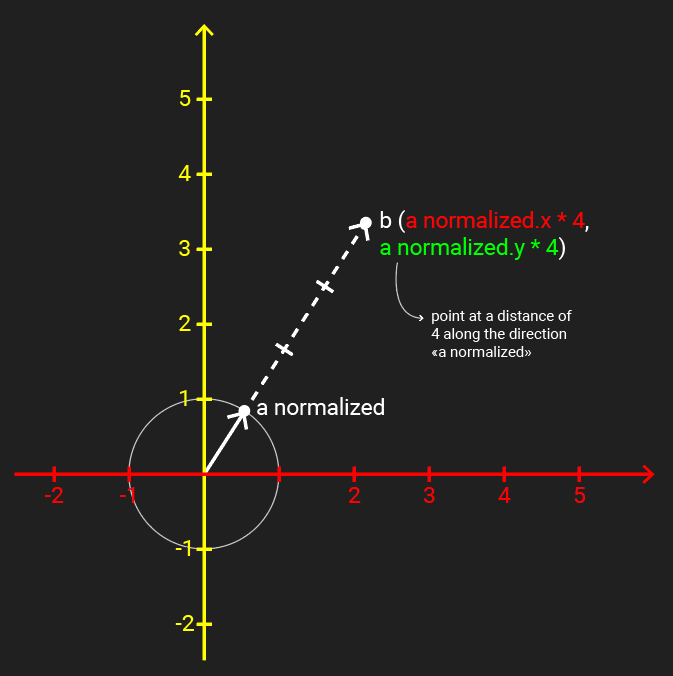 5
4
b (a normalized.x * 4,
3
a normalized.y * 4)
2
point at a distance of
4 along the direction
«a normalized»
1
a normalized
-2 -1 2 3 4 5
-1
-2